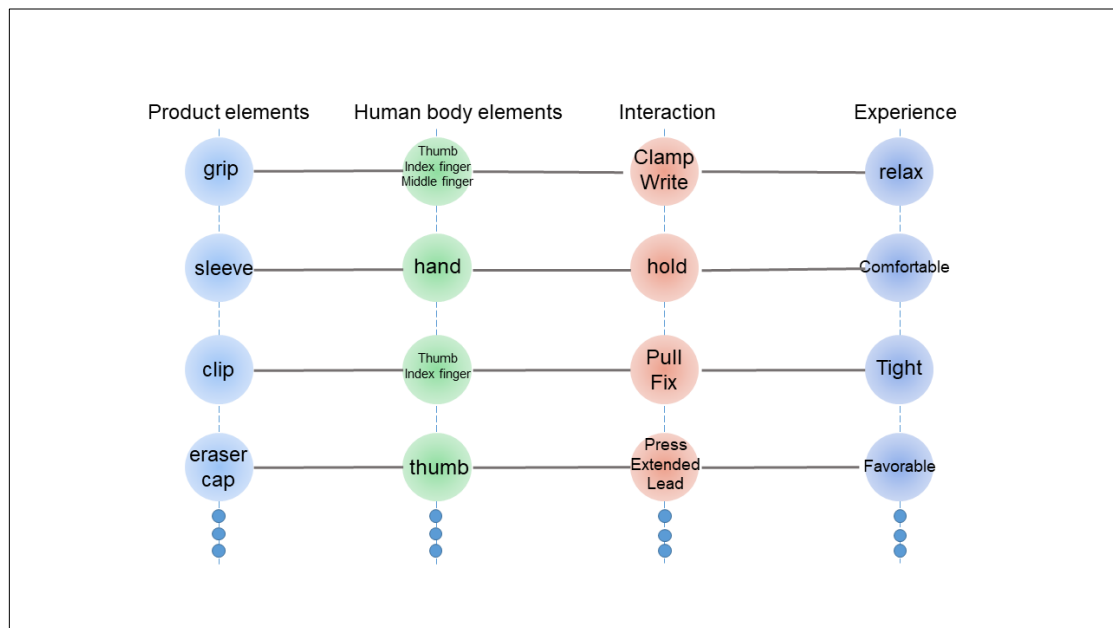 Product elements
Human body elements
Interaction
Experience
grip
Thumb
Index finger
Middle finger
Clamp
Write
relax
sleeve
hand
hold
Comfortable
clip
Thumb
Index finger
Pull
Fix
Tight
eraser
cap
thumb
Press
Extended
Lead
Favorable